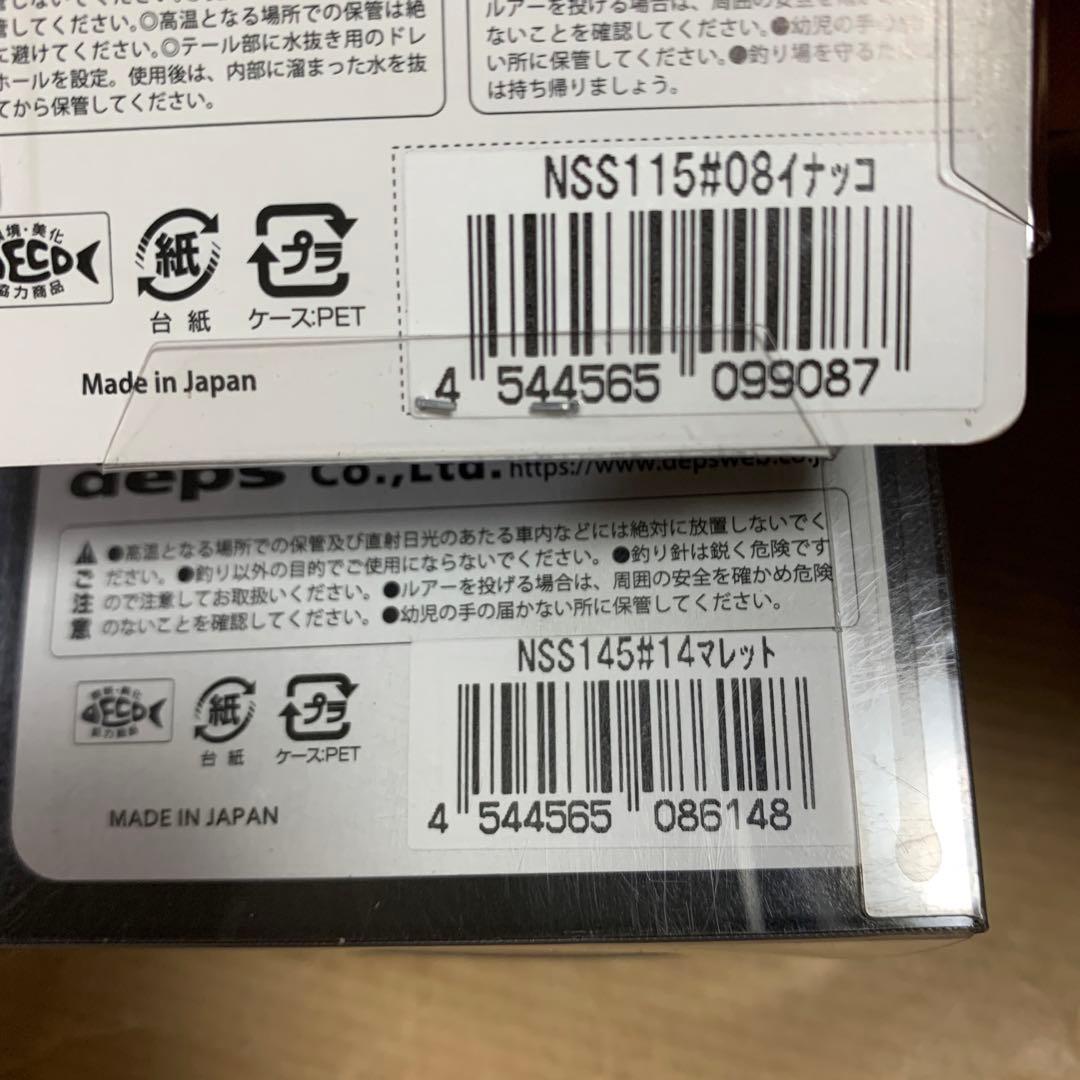 してください。◎高温となる場所での保管は絶
に避けてください。◎テール部に水抜き用のドレ
ホールを設定。使用後は、内部に溜まった水を抜
てから保管してください。
ルアーを投げる場合は、周囲の安全を
ないことを確認してください。●幼児の手の
い所に保管してください。●釣り場を守るた
は持ち帰りましょう。
NSS115#08イナッコ
境・美化
ECO
協力商品
紙
台紙
プラ
ケース:PET
Made in Japan
4 544565 099087
deps Co.,Ltd. https://www.depsweb.co.j
ご注意
●高温となる場所での保管及び直射日光のあたる車内などには絶対に放置しないでく
ださい。●釣り以外の目的でご使用にならないでください。●釣り針は鋭く危険です
ので注意してお取扱いください。●ルアーを投げる場合は、周囲の安全を確かめ危険
のないことを確認してください。●幼児の手の届かない所に保管してください。
NSS145#14マレット
ECO
紙
台紙
プラ
ケース:PET
MADE IN JAPAN
4 544565 086148